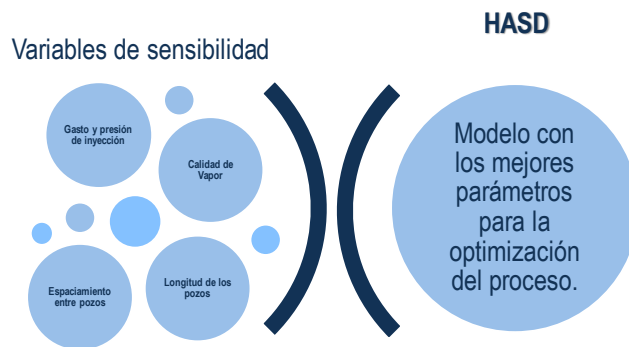 HASD
Variables de sensibilidad
Gasto y presión
de inyección
Calidad de
Vapor
Espaciamiento
entre pozos
Longitud de los
pozos
Modelo con
los mejores
parámetros
para la
optimización
del proceso.